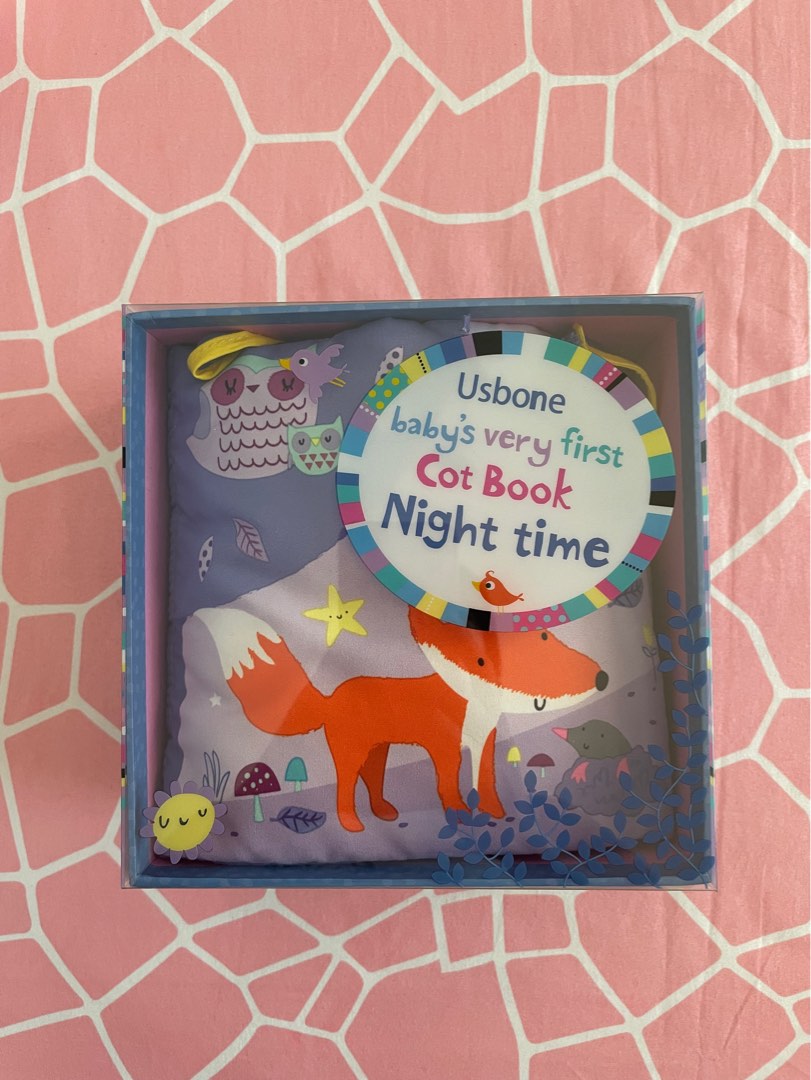 Usbone
baby's very first
Cot Book
Night time